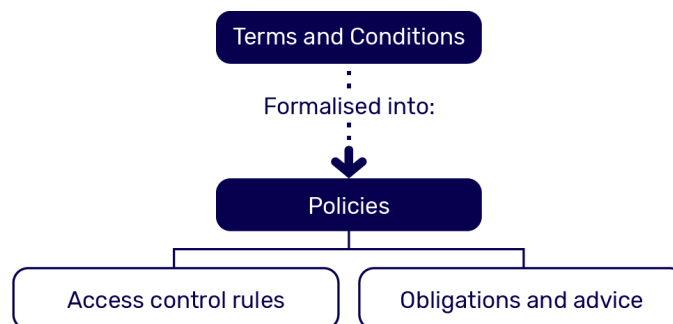 Terms and Conditions
Formalised into:
Policies
Access control rules
Obligations and advice